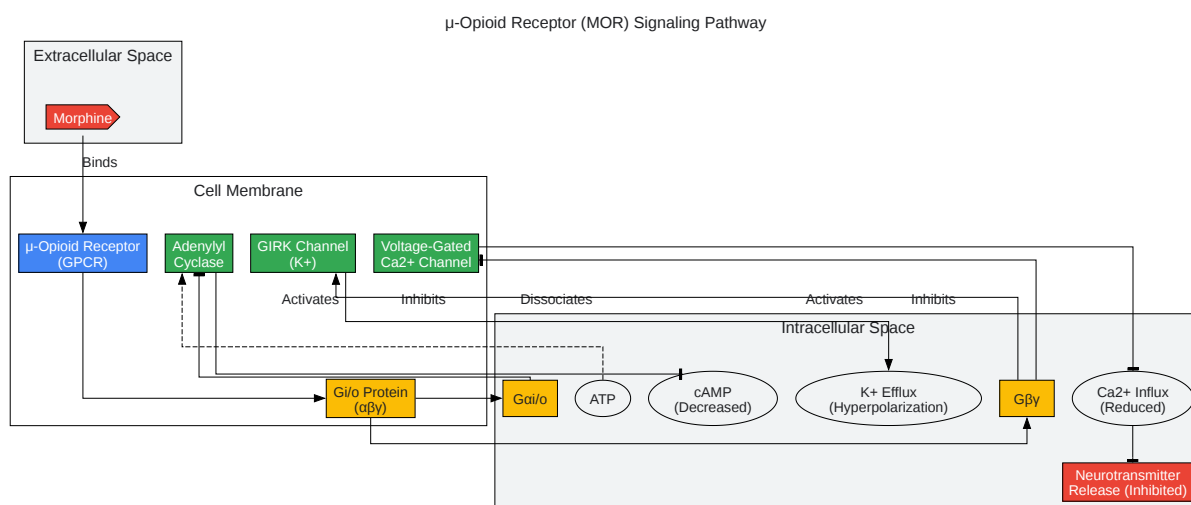 μ-Opioid Receptor (MOR) Signaling Pathway
Extracellular Space
Morphine
Binds
Cell Membrane
μ-Opioid Receptor
(GPCR)
Adenylyl
Cyclase
GIRK Channel
(K+)
Voltage-Gated
Ca2+ Channel
Activates
Inhibits
Dissociates
Activates
Inhibits
Intracellular Space
Gi/o Protein
(αβγ)
Gαi/o
ATP
cAMP
(Decreased)
K+ Efflux
(Hyperpolarization)
Gβγ
Ca2+ Influx
(Reduced)
Neurotransmitter
Release (Inhibited)